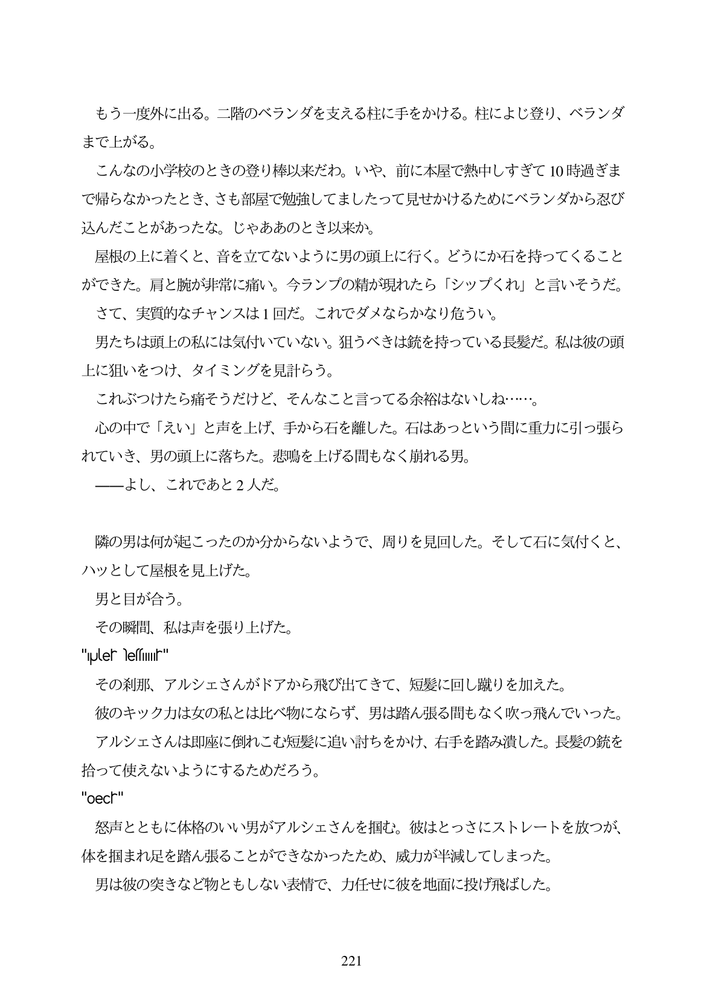 もう一度外に出る。二階のベランダを支える柱に手をかける。柱によじ登り、ベランダ
まで上がる。
こんなの小学校のときの登り棒以来だわ。いや、前に本屋で熱中しすぎて 10 時過ぎま
で帰らなかったとき、さも部屋で勉強してましたって見せかけるためにベランダから忍び
込んだことがあったな。じゃああのとき以来か。
屋根の上に着くと、音を立てないように男の頭上に行く。どうにか石を持ってくること
ができた。肩と腕が非常に痛い。今ランプの精が現れたら「シップくれ」と言いそうだ。
さて、実質的なチャンスは 1 回だ。これでダメならかなり危うい。
男たちは頭上の私には気付いていない。狙うべきは銃を持っている長髪だ。私は彼の頭
上に狙いをつけ、タイミングを見計らう。
これぶつけたら痛そうだけど、そんなこと言ってる余裕はないしね……。
心の中で「えい」と声を上げ、手から石を離した。石はあっという間に重力に引っ張ら
れていき、男の頭上に落ちた。悲鳴を上げる間もなく崩れる男。
――よし、これであと 2 人だ。
隣の男は何が起こったのか分からないようで、周りを見回した。そして石に気付くと、
ハッとして屋根を見上げた。
男と目が合う。
その瞬間、私は声を張り上げた。
その刹那、アルシェさんがドアから飛び出てきて、短髪に回し蹴りを加えた。
彼のキック力は女の私とは比べ物にならず、男は踏ん張る間もなく吹っ飛んでいった。
アルシェさんは即座に倒れこむ短髪に追い討ちをかけ、右手を踏み潰した。長髪の銃を
拾って使えないようにするためだろう。
怒声とともに体格のいい男がアルシェさんを掴む。彼はとっさにストレートを放つが、
体を掴まれ足を踏ん張ることができなかったため、威力が半減してしまった。
男は彼の突きなど物ともしない表情で、力任せに彼を地面に投げ飛ばした。
221